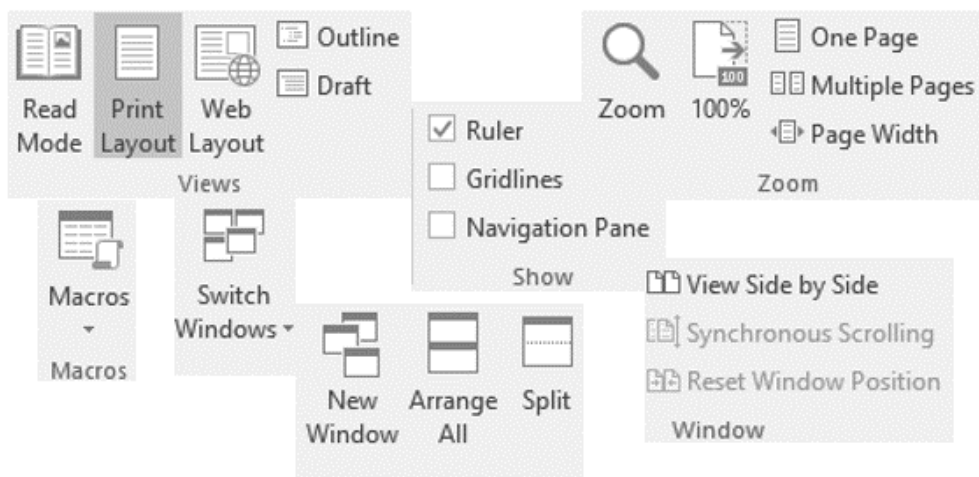 Read
Mode
Print
Layout
Web
Layout
Outline
Draft
Views
Ruler
Gridlines
Navigation Pane
Show
Zoom
100
100%
One Page
Multiple Pages
Page Width
Zoom
Macros
Macros
Switch
Windows
New
Window
Arrange
All
Split
View Side by Side
Synchronous Scrolling
Reset Window Position
Window